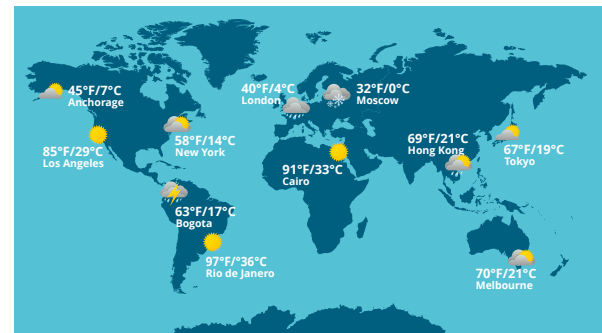 45°F/7°C
Anchorage
40°F/4°C
London
32°F/0°C
Moscow
85°F/29°C
Los Angeles
58°F/14°C
New York
91°F/33°C
Cairo
69°F/21°C
Hong Kong
67°F/19°C
Tokyo
63°F/17°C
Bogota
97°F/°36°C
Rio de Janero
70°F/21°C
Melbourne